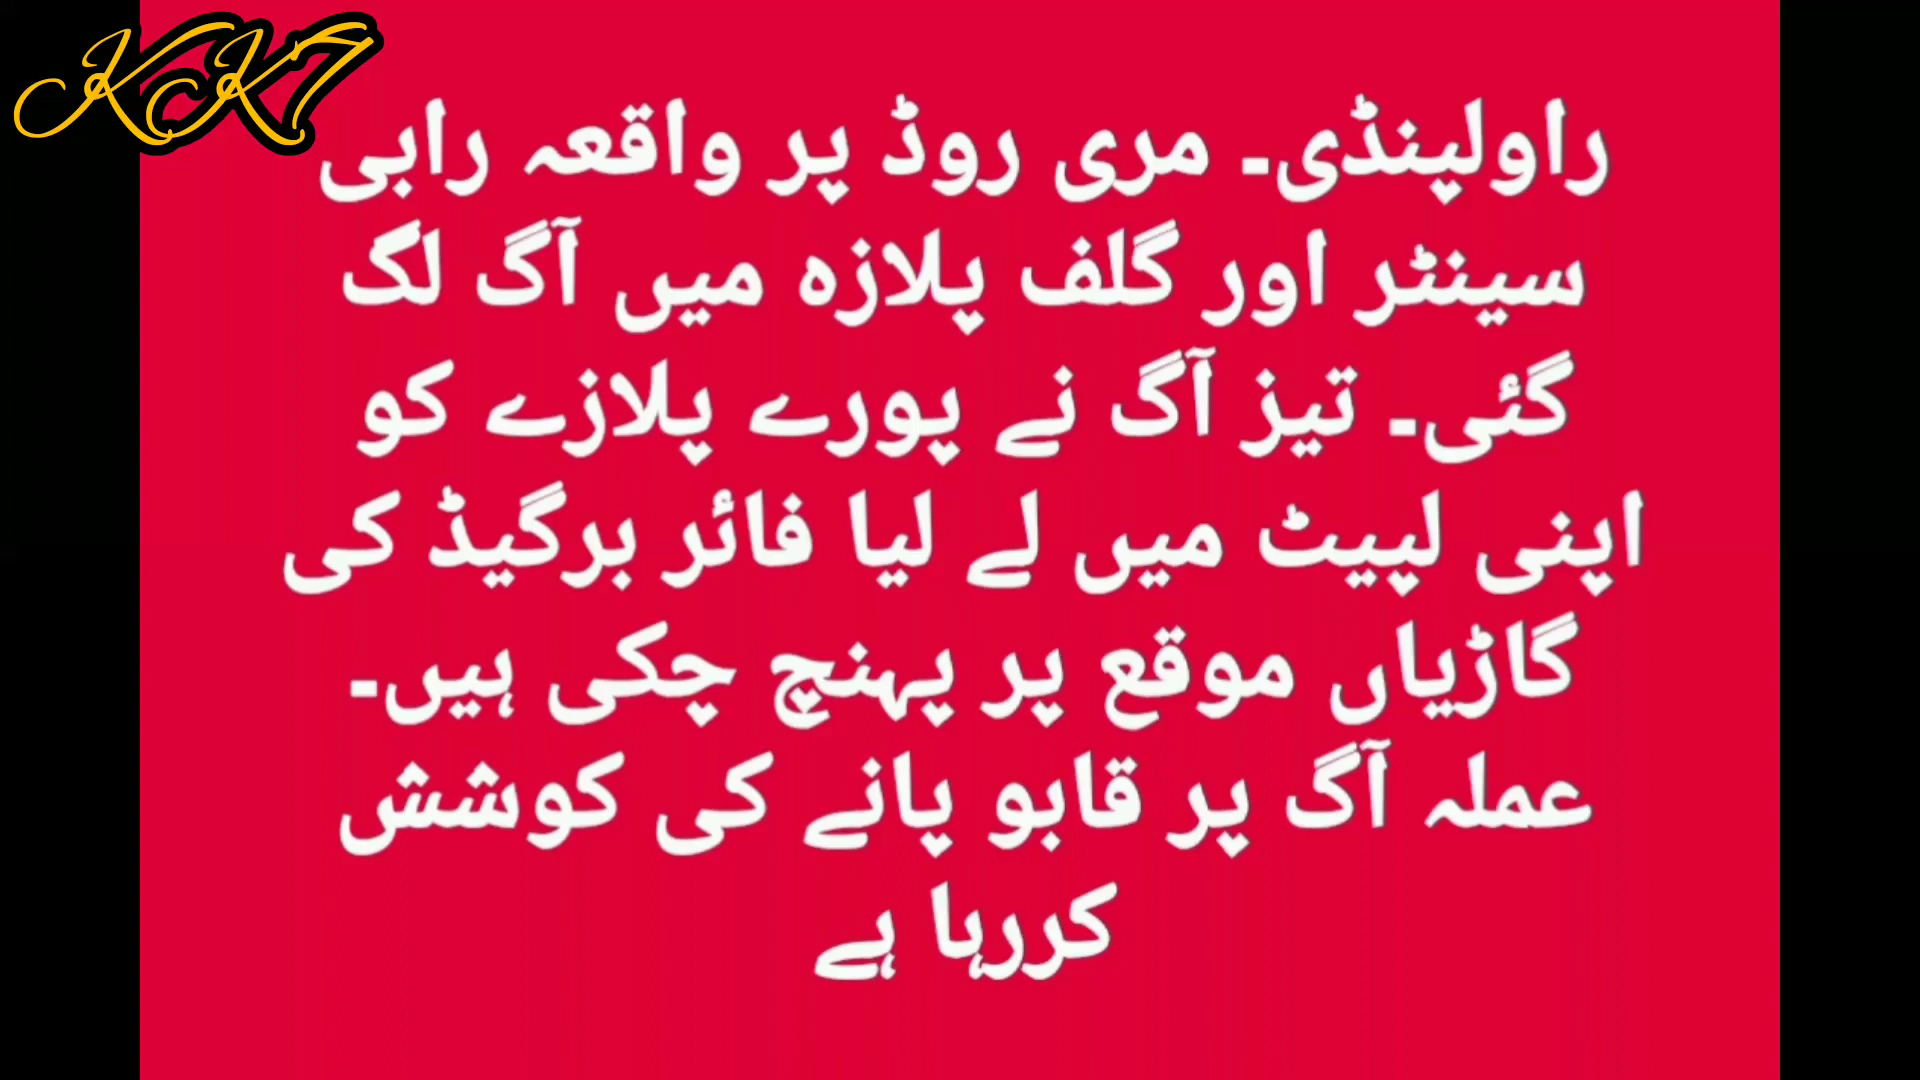 KK7
راولپنڈی۔ مری روڈ پر واقعہ رابی
سینٹر اور گلف پلازہ میں آگ لگ
گئی۔ تیز آگ نے پورے پلازے کو
اپنی لپیٹ میں لے لیا فائر برگیڈ کی
گاڑیاں موقع پر پہنچ چکی ہیں۔
عملہ آگ پر قابو پانے کی کوشش
کررہا ہے